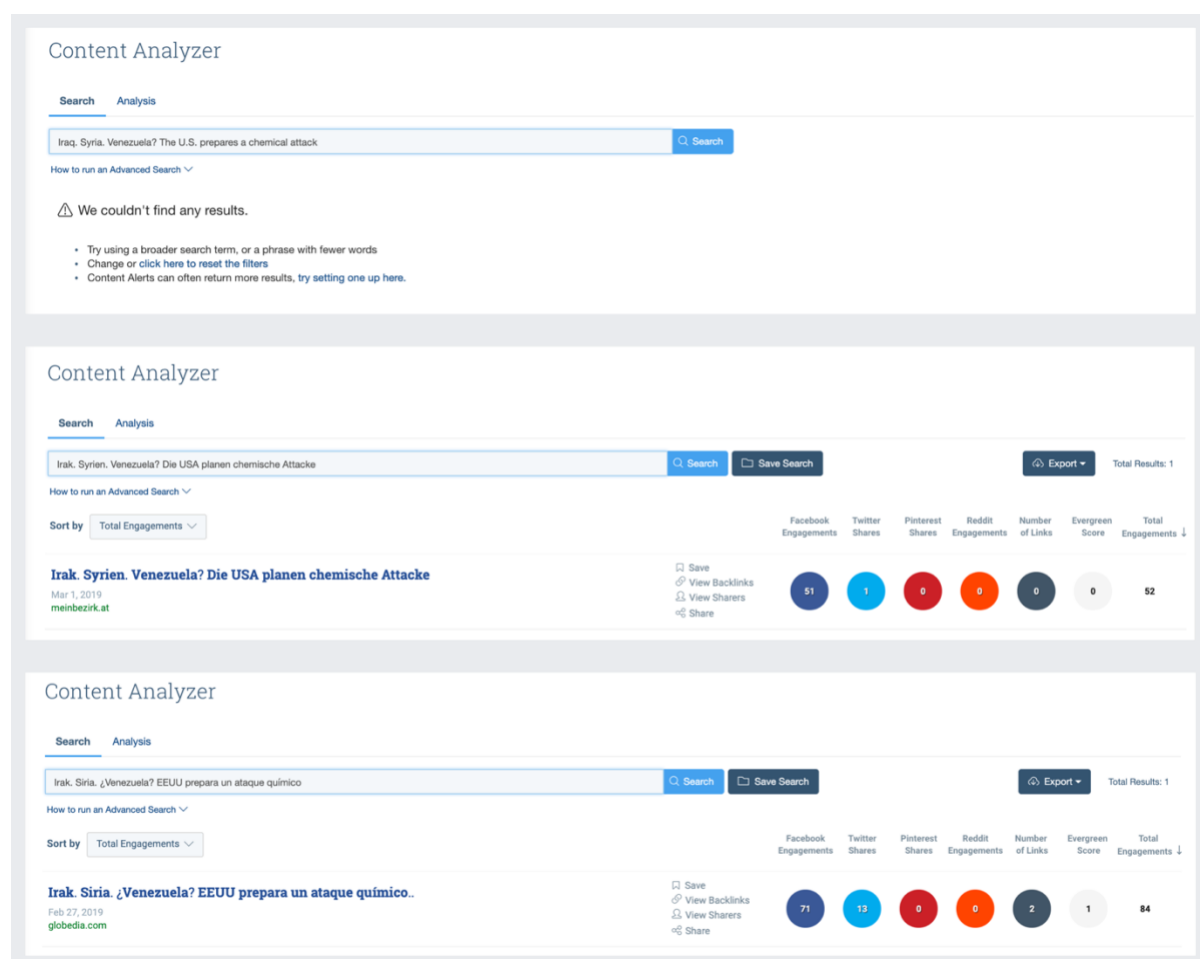 Content Analyzer
Search Analysis
Iraq. Syria. Venezuela? The U.S. prepares a chemical attack Search
How to run an Advanced Search
We couldn't find any results.
• Try using a broader search term, or a phrase with fewer words
• Change or click here to reset the filters
• Content Alerts can often return more results, try setting one up here.
Content Analyzer
Search Analysis
Irak. Syrien. Venezuela? Die USA planen chemische Attacke Search Save Search Export Total Results: 1
How to run an Advanced Search
Sort by Total Engagements
Facebook Twitter Pinterest Reddit Number Evergreen Total
Engagements Shares Shares Engagements of Links Score Engagements ↓
Irak. Syrien. Venezuela? Die USA planen chemische Attacke
Mar 1, 2019
meinbezirk.at
Save
View Backlinks
View Sharers
Share
51 1 0 0 0 0 52
Content Analyzer
Search Analysis
Irak. Siria. ¿Venezuela? EEUU prepara un ataque químico Search Save Search Export Total Results: 1
How to run an Advanced Search
Sort by Total Engagements
Facebook Twitter Pinterest Reddit Number Evergreen Total
Engagements Shares Shares Engagements of Links Score Engagements ↓
Irak. Siria. ¿Venezuela? EEUU prepara un ataque químico..
Feb 27, 2019
globedia.com
Save
View Backlinks
View Sharers
Share
71 13 0 0 2 1 84